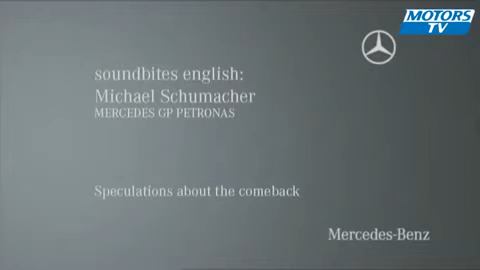 MOTORS
TV
soundbites english:
Michael Schumacher
MERCEDES GP PETRONAS
Speculations about the comeback
Mercedes-Benz